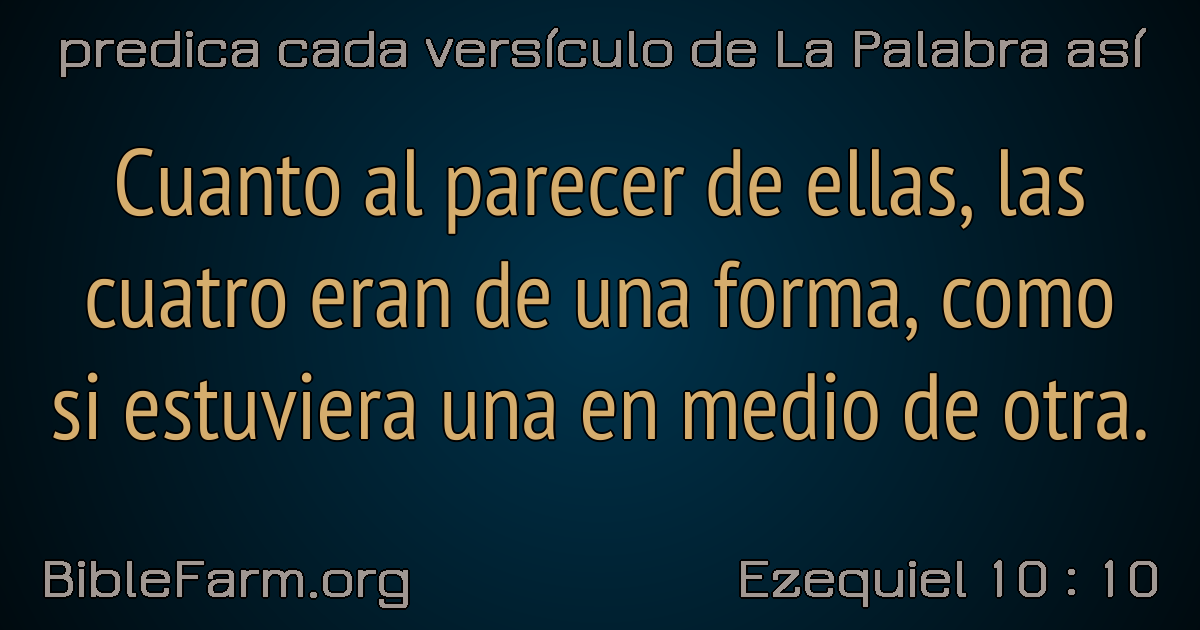 predica cada versículo de La Palabra así
Cuanto al parecer de ellas, las
cuatro eran de una forma, como
si estuviera una en medio de otra.
BibleFarm.org
Ezequiel 10 : 10